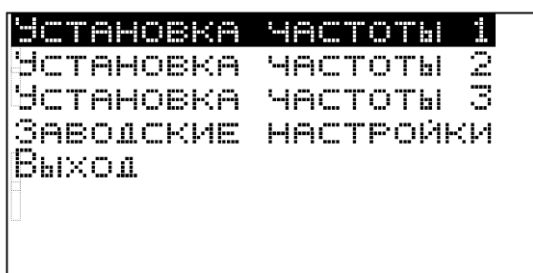 Установка частоты 1
Установка частоты 2
Установка частоты 3
Заводские настройки
Выход